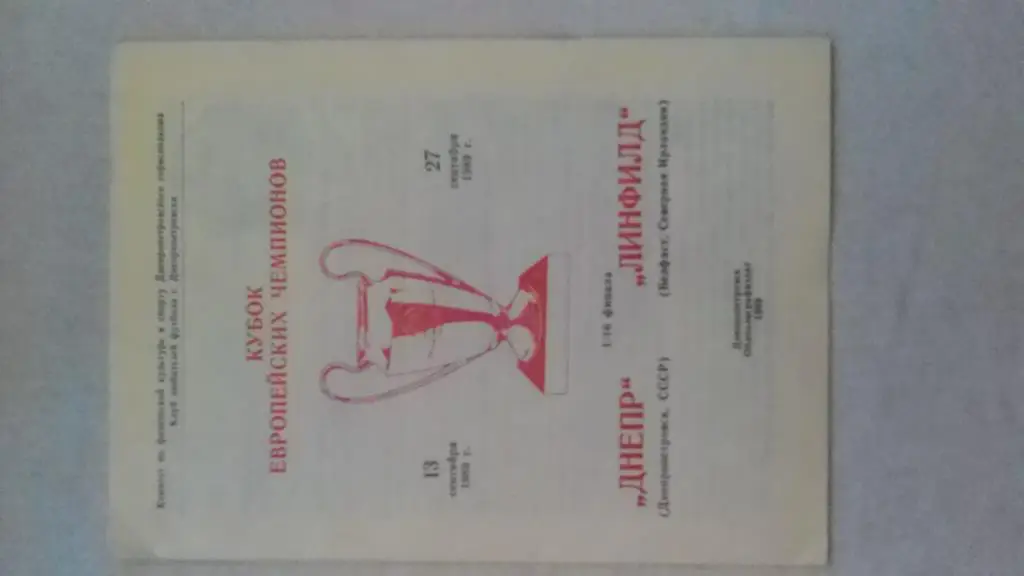 Комитет по физической культуре и спорту Днепропетровского горисполкома
Клуб любителей футбола г. Днепропетровска
КУБОК
ЕВРОПЕЙСКИХ ЧЕМПИОНОВ
13
сентября
1989 г.
27
сентября
1989 г.
1/16 финала
„ДНЕПР“
(Днепропетровск, СССР)
„ЛИНФИЛД“
(Белфаст, Северная Ирландия)
Днепропетровск
Облполиграфиздат
1989